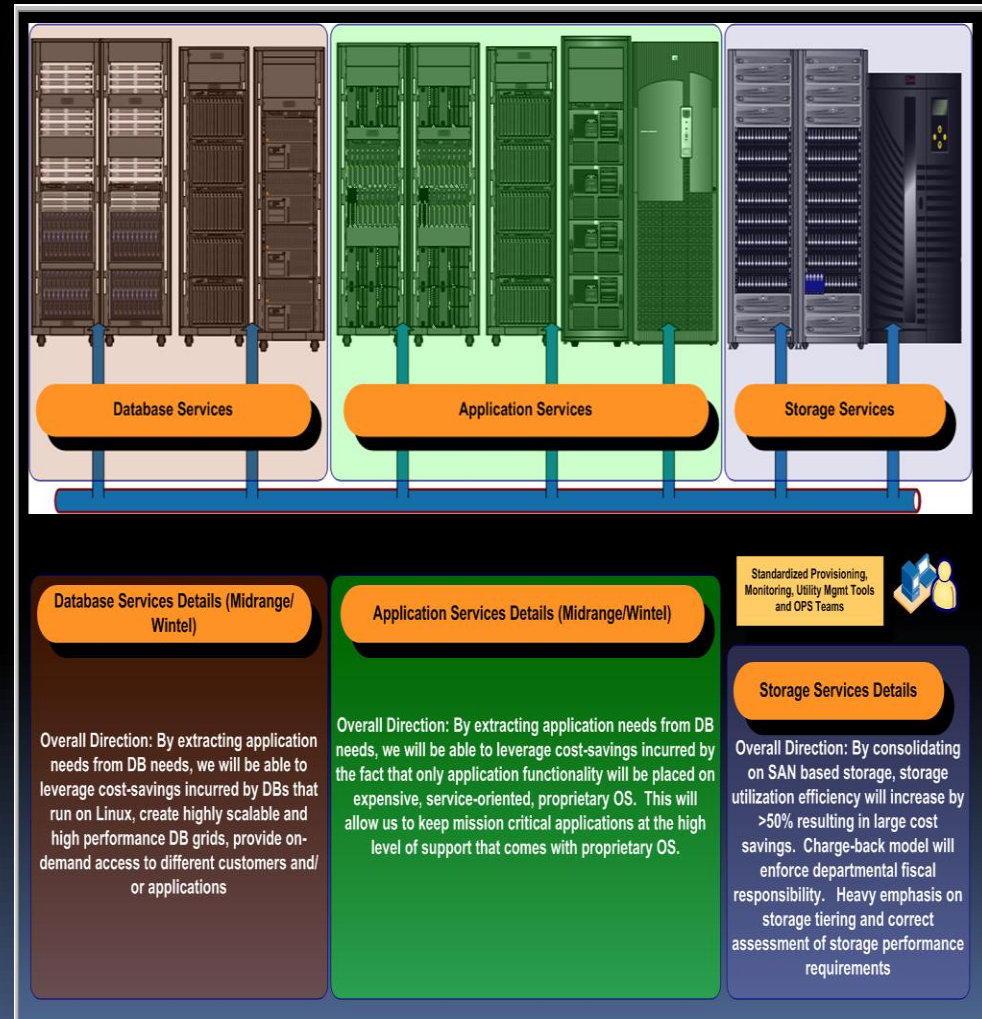 Database Services
Application Services
Storage Services
Standardized Provisioning,
Monitoring, Utility Mgmt Tools
and OPS Teams
Database Services Details (Midrange/
Wintel)
Overall Direction: By extracting application
needs from DB needs, we will be able to
leverage cost-savings incurred by DBs that
run on Linux, create highly scalable and
high performance DB grids, provide on-
demand access to different customers and/
or applications
Application Services Details (Midrange/Wintel)
Overall Direction: By extracting application needs from DB
needs, we will be able to leverage cost-savings incurred by
the fact that only application functionality will be placed on
expensive, service-oriented, proprietary OS.  This will
allow us to keep mission critical applications at the high
level of support that comes with proprietary OS.
Storage Services Details
Overall Direction: By consolidating
on SAN based storage, storage
utilization efficiency will increase by
>50% resulting in large cost
savings.  Charge-back model will
enforce departmental fiscal
responsibility.   Heavy emphasis on
storage tiering and correct
assessment of storage performance
requirements